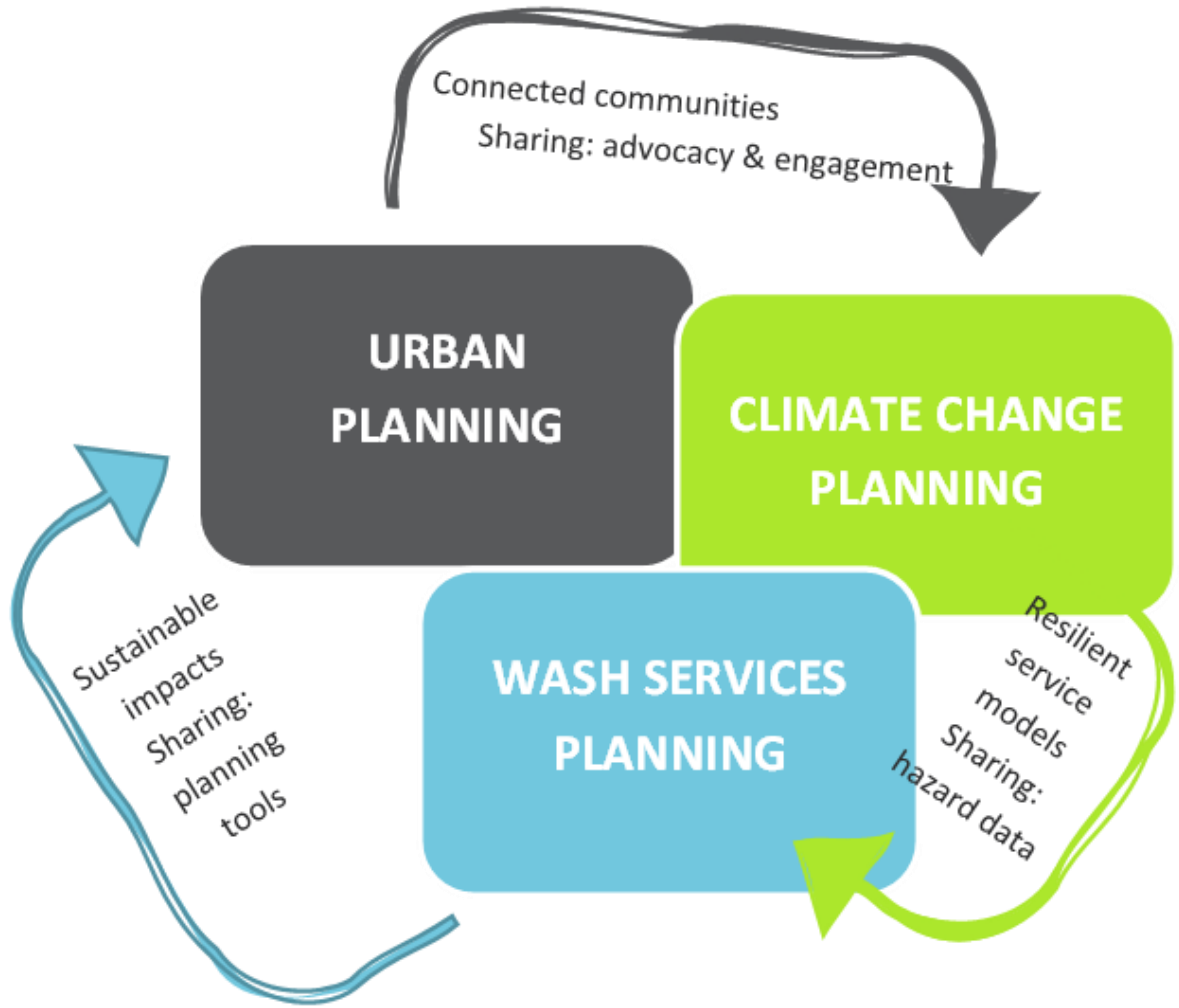 Connected communities
Sharing: advocacy & engagement
URBAN
PLANNING
CLIMATE CHANGE
PLANNING
WASH SERVICES
PLANNING
Resilient
service
models
Sharing:
hazard data
Sustainable
impacts
Sharing:
planning
tools